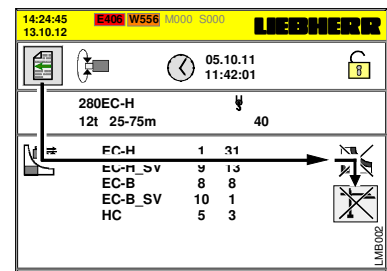 14:24:45 E406 W556 M000 S000 LIEBHERR
13.10.12
05.10.11
11:42:01
280EC-H
12t 25-75m 40
EC-H 1 31
EC-H_SV 9 13
EC-B 8 8
EC-B_SV 10 1
HC 5 3
LMB002